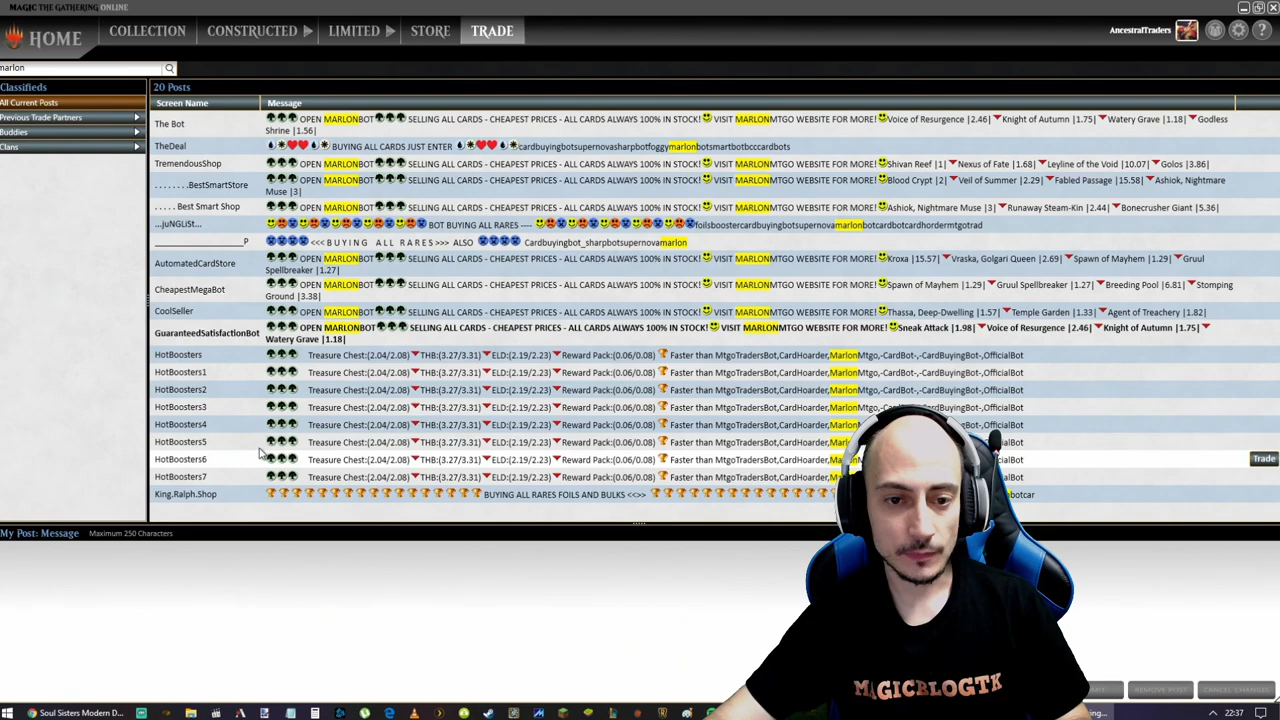 MAGIC THE GATHERING ONLINE
HOME COLLECTION CONSTRUCTED LIMITED STORE TRADE
AncestralTraders
marlon
Classifieds
All Current Posts
Previous Trade Partners
Buddies
Clans
20 Posts
Screen Name Message
The Bot OPEN MARLONBOT SELLING ALL CARDS - CHEAPEST PRICES - ALL CARDS ALWAYS 100% IN STOCK! VISIT MARLONMTGO WEBSITE FOR MORE! Voice of Resurgence |2.46| Knight of Autumn |1.75| Watery Grave |1.18| Godless
Shrine |1.56|
TheDeal BUYING ALL CARDS JUST ENTER cardbuyingbotsupernovasharpbotfoggymarlonbotsmartbotbcccardbots
TremendousShop OPEN MARLONBOT SELLING ALL CARDS - CHEAPEST PRICES - ALL CARDS ALWAYS 100% IN STOCK! VISIT MARLONMTGO WEBSITE FOR MORE! Shivan Reef |1| Nexus of Fate |1.68| Leyline of the Void |10.07| Golos |3.86|
. . . . . . . .BestSmartStore OPEN MARLONBOT SELLING ALL CARDS - CHEAPEST PRICES - ALL CARDS ALWAYS 100% IN STOCK! VISIT MARLONMTGO WEBSITE FOR MORE! Blood Crypt |2| Veil of Summer |2.29| Fabled Passage |15.58| Ashiok, Nightmare
Muse |3|
. . . . . Best Smart Shop OPEN MARLONBOT SELLING ALL CARDS - CHEAPEST PRICES - ALL CARDS ALWAYS 100% IN STOCK! VISIT MARLONMTGO WEBSITE FOR MORE! Ashiok, Nightmare Muse |3| Runaway Steam-Kin |2.44| Bonecrusher Giant |5.36|
...juNGLiSt... BOT BUYING ALL RARES ---- foilsboostercardbuyingbotsupernovamarlonbotcardbotcardhordermtgotrad
____________________P <<< B U Y I N G A L L R A R E S >>> ALSO Cardbuyingbot_sharpbotsupernovamarlon
AutomatedCardStore OPEN MARLONBOT SELLING ALL CARDS - CHEAPEST PRICES - ALL CARDS ALWAYS 100% IN STOCK! VISIT MARLONMTGO WEBSITE FOR MORE! Kroxa |15.57| Vraska, Golgari Queen |2.69| Spawn of Mayhem |1.29| Gruul
Spellbreaker |1.27|
CheapestMegaBot OPEN MARLONBOT SELLING ALL CARDS - CHEAPEST PRICES - ALL CARDS ALWAYS 100% IN STOCK! VISIT MARLONMTGO WEBSITE FOR MORE! Spawn of Mayhem |1.29| Gruul Spellbreaker |1.27| Breeding Pool |6.81| Stomping
Ground |3.38|
CoolSeller OPEN MARLONBOT SELLING ALL CARDS - CHEAPEST PRICES - ALL CARDS ALWAYS 100% IN STOCK! VISIT MARLONMTGO WEBSITE FOR MORE! Thassa, Deep-Dwelling |1.57| Temple Garden |1.33| Agent of Treachery |1.82|
GuaranteedSatisfactionBot OPEN MARLONBOT SELLING ALL CARDS - CHEAPEST PRICES - ALL CARDS ALWAYS 100% IN STOCK! VISIT MARLONMTGO WEBSITE FOR MORE! Sneak Attack |1.98| Voice of Resurgence |2.46| Knight of Autumn |1.75|
Watery Grave |1.18|
HotBoosters Treasure Chest:(2.04/2.08) THB:(3.27/3.31) ELD:(2.19/2.23) Reward Pack:(0.06/0.08) Faster than MtgoTradersBot,CardHoarder,MarlonMtgo,-CardBot-,-CardBuyingBot-,OfficialBot
HotBoosters1 Treasure Chest:(2.04/2.08) THB:(3.27/3.31) ELD:(2.19/2.23) Reward Pack:(0.06/0.08) Faster than MtgoTradersBot,CardHoarder,MarlonMtgo,-CardBot-,-CardBuyingBot-,OfficialBot
HotBoosters2 Treasure Chest:(2.04/2.08) THB:(3.27/3.31) ELD:(2.19/2.23) Reward Pack:(0.06/0.08) Faster than MtgoTradersBot,CardHoarder,MarlonMtgo,-CardBot-,-CardBuyingBot-,OfficialBot
HotBoosters3 Treasure Chest:(2.04/2.08) THB:(3.27/3.31) ELD:(2.19/2.23) Reward Pack:(0.06/0.08) Faster than MtgoTradersBot,CardHoarder,MarlonMtgo,-CardBot-,-CardBuyingBot-,OfficialBot
HotBoosters4 Treasure Chest:(2.04/2.08) THB:(3.27/3.31) ELD:(2.19/2.23) Reward Pack:(0.06/0.08) Faster than MtgoTradersBot,CardHoarder,MarlonM OfficialBot
HotBoosters5 Treasure Chest:(2.04/2.08) THB:(3.27/3.31) ELD:(2.19/2.23) Reward Pack:(0.06/0.08) Faster than MtgoTradersBot,CardHoarder,Marl ialBot
HotBoosters6 Treasure Chest:(2.04/2.08) THB:(3.27/3.31) ELD:(2.19/2.23) Reward Pack:(0.06/0.08) Faster than MtgoTradersBot,CardHoarder, ialBot Trade
HotBoosters7 Treasure Chest:(2.04/2.08) THB:(3.27/3.31) ELD:(2.19/2.23) Reward Pack:(0.06/0.08) Faster than MtgoTradersBot,CardHoarder, ialBot
King.Ralph.Shop BUYING ALL RARES FOILS AND BULKS <<>> botcar
My Post: Message Maximum 250 Characters
MAGICBLOGTK
REMOVE POST CANCEL CHANGES
Soul Sisters Modern D...
22:37